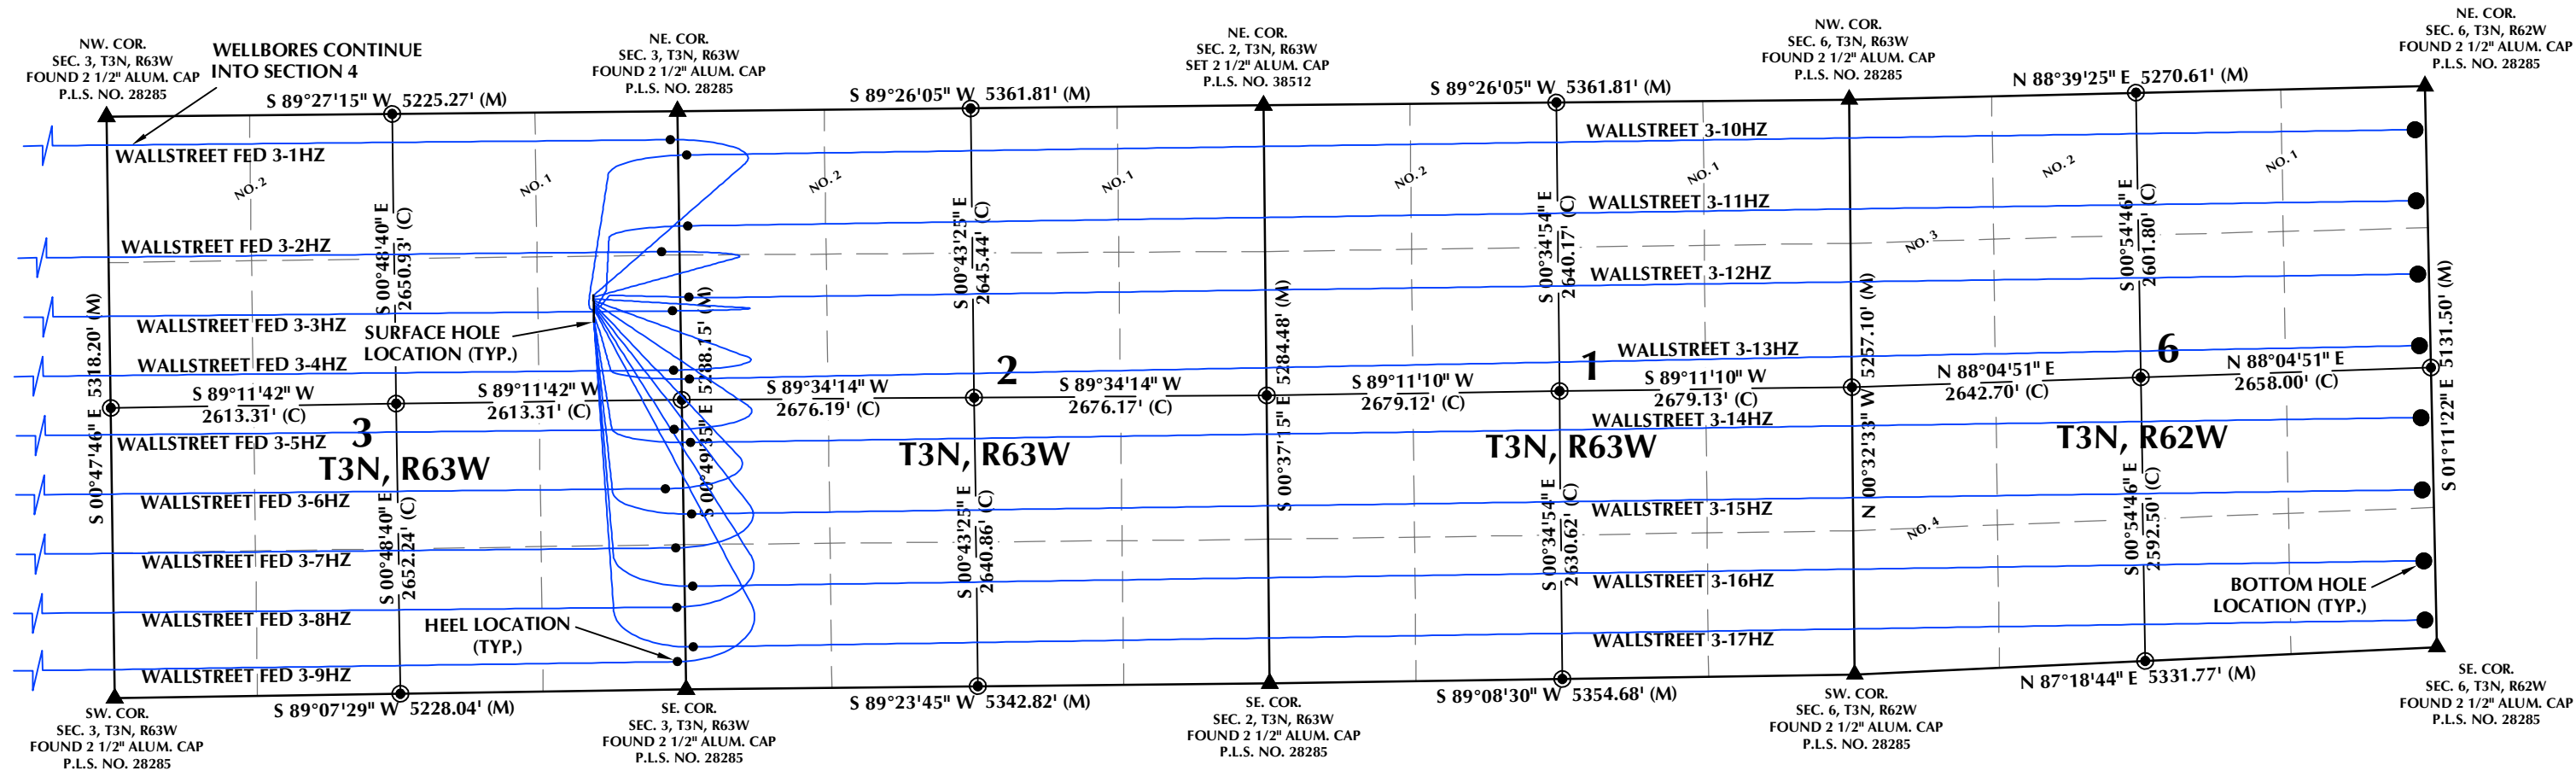 NW. COR.
SEC. 3, T3N, R63W
FOUND 2 1/2" ALUM. CAP
P.L.S. NO. 28285
WELLBORES CONTINUE
INTO SECTION 4
NE. COR.
SEC. 3, T3N, R63W
FOUND 2 1/2" ALUM. CAP
P.L.S. NO. 28285
NE. COR.
SEC. 2, T3N, R63W
SET 2 1/2" ALUM. CAP
P.L.S. NO. 38512
NW. COR.
SEC. 6, T3N, R63W
FOUND 2 1/2" ALUM. CAP
P.L.S. NO. 28285
NE. COR.
SEC. 6, T3N, R62W
FOUND 2 1/2" ALUM. CAP
P.L.S. NO. 28285
S 89°27'15" W 5225.27' (M)
S 89°26'05" W 5361.81' (M)
S 89°26'05" W 5361.81' (M)
N 88°39'25" E 5270.61' (M)
WALLSTREET FED 3-1HZ
WALLSTREET 3-10HZ
NO. 2
NO. 1
NO. 2
NO. 1
NO. 2
NO. 1
NO. 2
NO. 1
WALLSTREET 3-11HZ
WALLSTREET FED 3-2HZ
NO. 3
WALLSTREET 3-12HZ
S 00°48'40" E
2650.93' (C)
S 00°43'25" E
2645.44' (C)
S 00°34'54" E
2640.17' (C)
S 00°54'46" E
2601.80' (C)
WALLSTREET FED 3-3HZ
SURFACE HOLE
LOCATION (TYP.)
WALLSTREET 3-13HZ
WALLSTREET FED 3-4HZ
S 00°47'46" E 5318.20' (M)
S 00°49'35" E 5288.15' (M)
S 00°37'15" E 5284.48' (M)
N 00°32'33" W 5257.10' (M)
S 01°11'22" E 5131.50' (M)
S 89°11'42" W
2613.31' (C)
S 89°11'42" W
2613.31' (C)
S 89°34'14" W
2676.19' (C)
S 89°34'14" W
2676.17' (C)
S 89°11'10" W
2679.12' (C)
S 89°11'10" W
2679.13' (C)
N 88°04'51" E
2642.70' (C)
N 88°04'51" E
2658.00' (C)
2
1
6
3
WALLSTREET FED 3-5HZ
WALLSTREET 3-14HZ
T3N, R63W
T3N, R63W
T3N, R63W
T3N, R62W
WALLSTREET FED 3-6HZ
WALLSTREET 3-15HZ
NO. 4
S 00°48'40" E
2652.24' (C)
S 00°43'25" E
2640.86' (C)
S 00°34'54" E
2630.62' (C)
S 00°54'46" E
2592.50' (C)
WALLSTREET FED 3-7HZ
WALLSTREET 3-16HZ
BOTTOM HOLE
LOCATION (TYP.)
WALLSTREET FED 3-8HZ
HEEL LOCATION
(TYP.)
WALLSTREET 3-17HZ
WALLSTREET FED 3-9HZ
S 89°07'29" W 5228.04' (M)
S 89°23'45" W 5342.82' (M)
S 89°08'30" W 5354.68' (M)
N 87°18'44" E 5331.77' (M)
SW. COR.
SEC. 3, T3N, R63W
FOUND 2 1/2" ALUM. CAP
P.L.S. NO. 28285
SE. COR.
SEC. 3, T3N, R63W
FOUND 2 1/2" ALUM. CAP
P.L.S. NO. 28285
SE. COR.
SEC. 2, T3N, R63W
FOUND 2 1/2" ALUM. CAP
P.L.S. NO. 28285
SW. COR.
SEC. 6, T3N, R62W
FOUND 2 1/2" ALUM. CAP
P.L.S. NO. 28285
SE. COR.
SEC. 6, T3N, R62W
FOUND 2 1/2" ALUM. CAP
P.L.S. NO. 28285